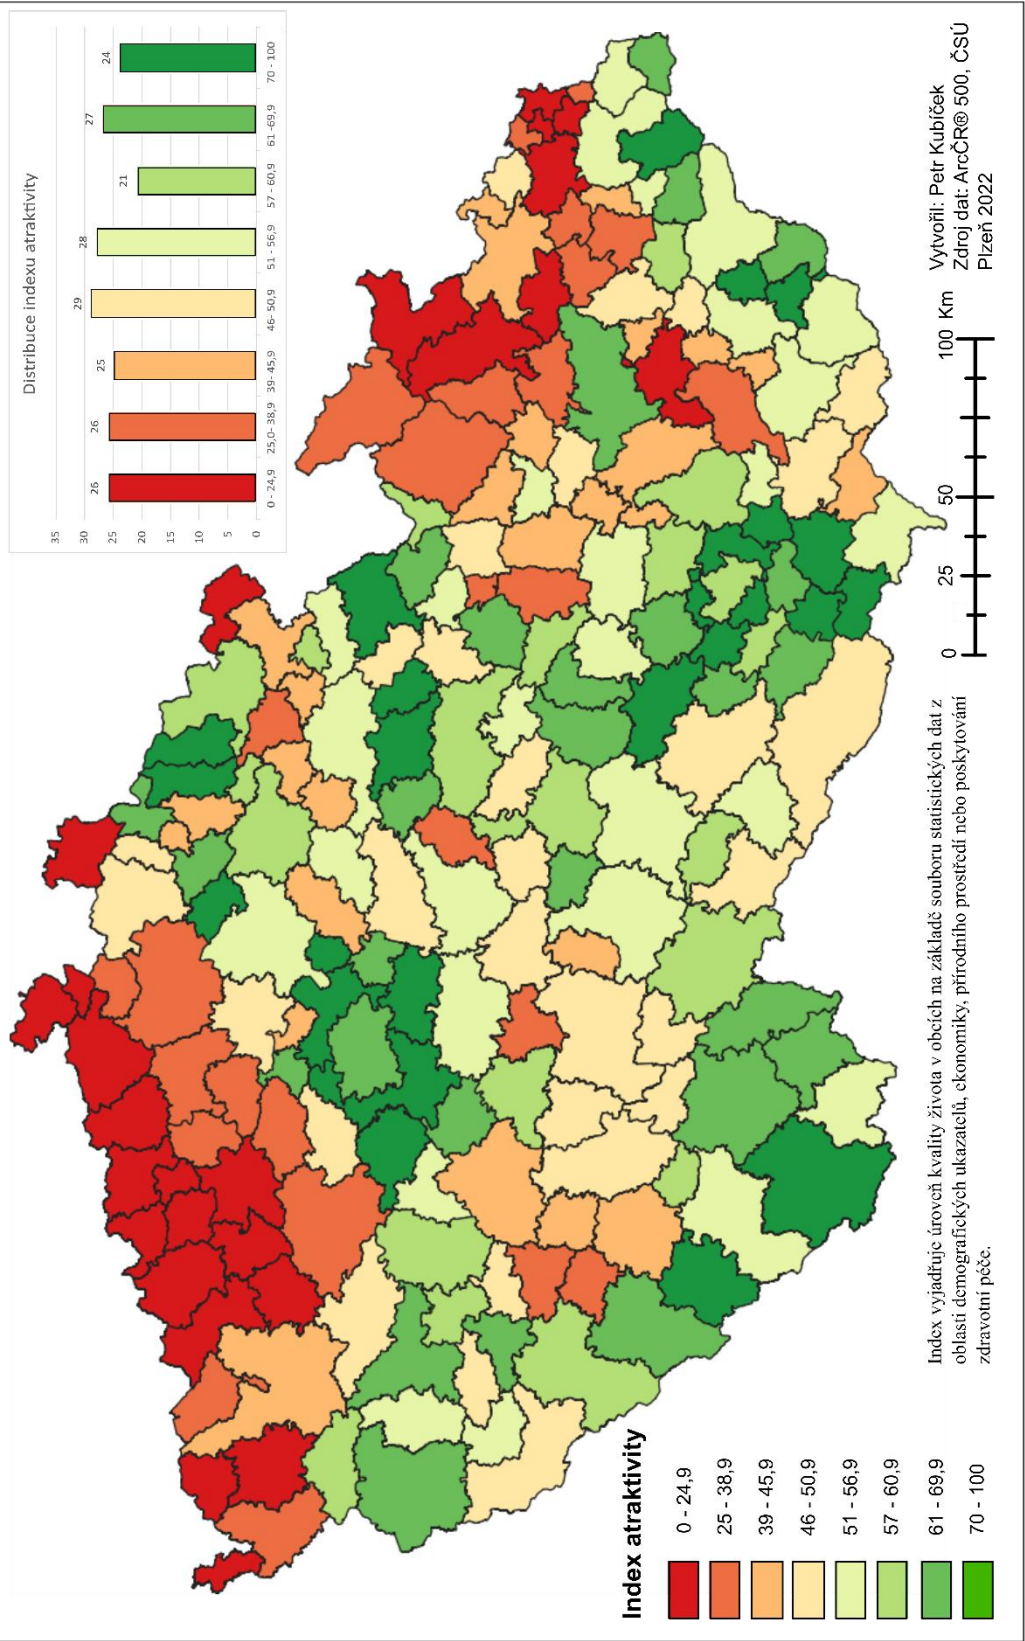 Distribuce indexu atraktivity
35
30
25
20
15
10
5
0
26
26
25
29
28
21
27
24
0 - 24,9
25,0- 38,9
39- 45,9
46- 50,9
51 - 56,9
57 - 60,9
61 -69,9
70 - 100
Index atraktivity
0 - 24,9
25 - 38,9
39 - 45,9
46 - 50,9
51 - 56,9
57 - 60,9
61 - 69,9
70 - 100
Index vyjadřuje úroveň kvality života v obcích na základě souboru statistických dat z
oblasti demografických ukazatelů, ekonomiky, přírodního prostředí nebo poskytování
zdravotní péče.
0 25 50 100 Km
Vytvořil: Petr Kubíček
Zdroj dat: ArcČR® 500, ČSÚ
Plzeň 2022